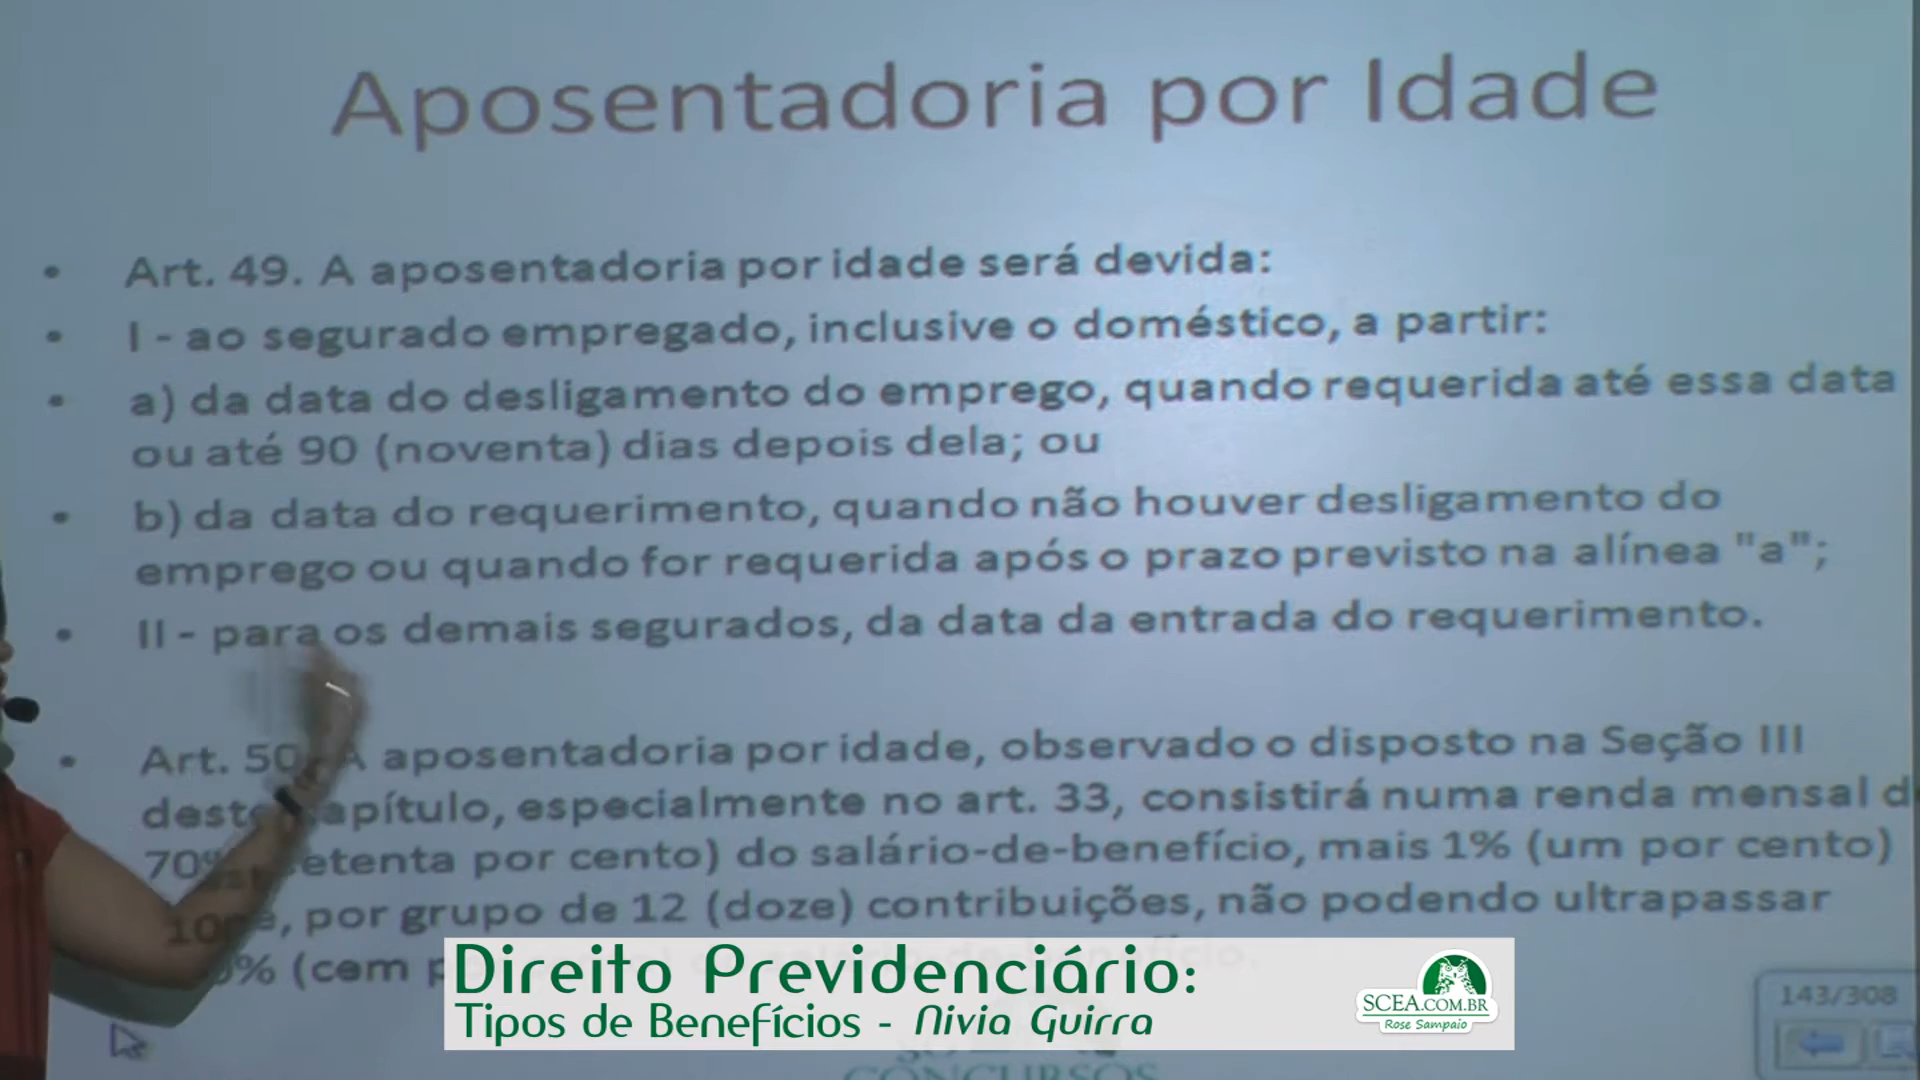 Aposentadoria por Idade
• Art. 49. A aposentadoria por idade será devida:
• I - ao segurado empregado, inclusive o doméstico, a partir:
• a) da data do desligamento do emprego, quando requerida até essa data
ou até 90 (noventa) dias depois dela; ou
• b) da data do requerimento, quando não houver desligamento do
emprego ou quando for requerida após o prazo previsto na alínea "a";
• II - para os demais segurados, da data da entrada do requerimento.
• Art. 50. A aposentadoria por idade, observado o disposto na Seção III
deste Capítulo, especialmente no art. 33, consistirá numa renda mensal d
70% (setenta por cento) do salário-de-benefício, mais 1% (um por cento)
por grupo de 12 (doze) contribuições, não podendo ultrapassar
(cem
Direito Previdenciário:
Tipos de Benefícios - Nivia Guirra
SCEA.COM.BR
Rose Sampaio
143/308
CONCURSOS